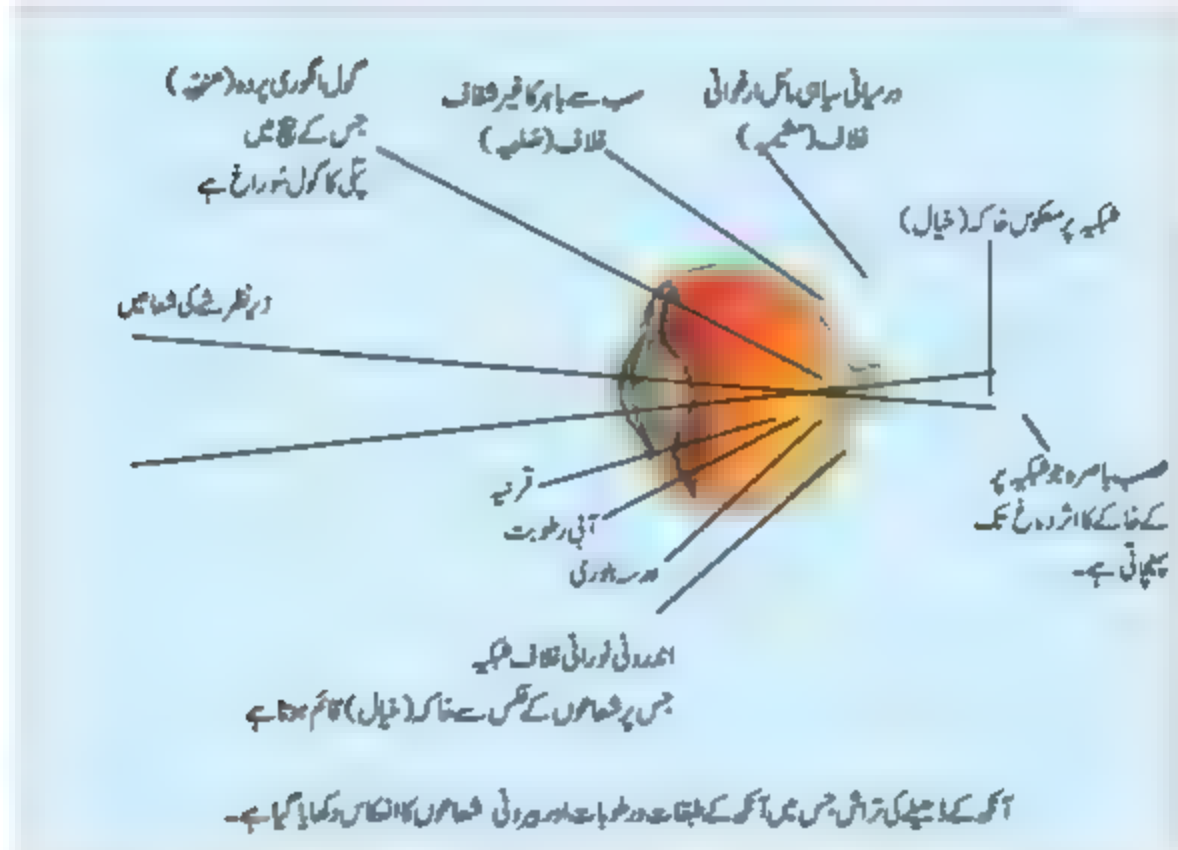 درمیانی سیاہی مائل ارغوانی
غلاف (مشیمیہ)
سب سے باہر کا غیر شفاف
غلاف (صلبیہ)
گول انگوری پردہ (عنبیہ)
جس کے بیچ میں
پتلی کا گول سوراخ ہے
شبکیہ پر معکوس خاکہ (خیال)
زیر نظر شے کی شعاعیں
عصب باصرہ جو شبکیہ پر
کے خاکے کا اثر دماغ تک
پہنچاتی ہے۔
قرنیہ
آبی رطوبت
عدسہ بلوری
اندرونی نورانی غلاف شبکیہ
جس پر شعاعوں کے عکس سے خاکہ (خیال) قائم ہوتا ہے
آنکھ کے ڈھیلے کی تراش جس میں آنکھ کے طبقات و رطوبات اور بیرونی شعاعوں کا انعکاس دکھایا گیا ہے۔